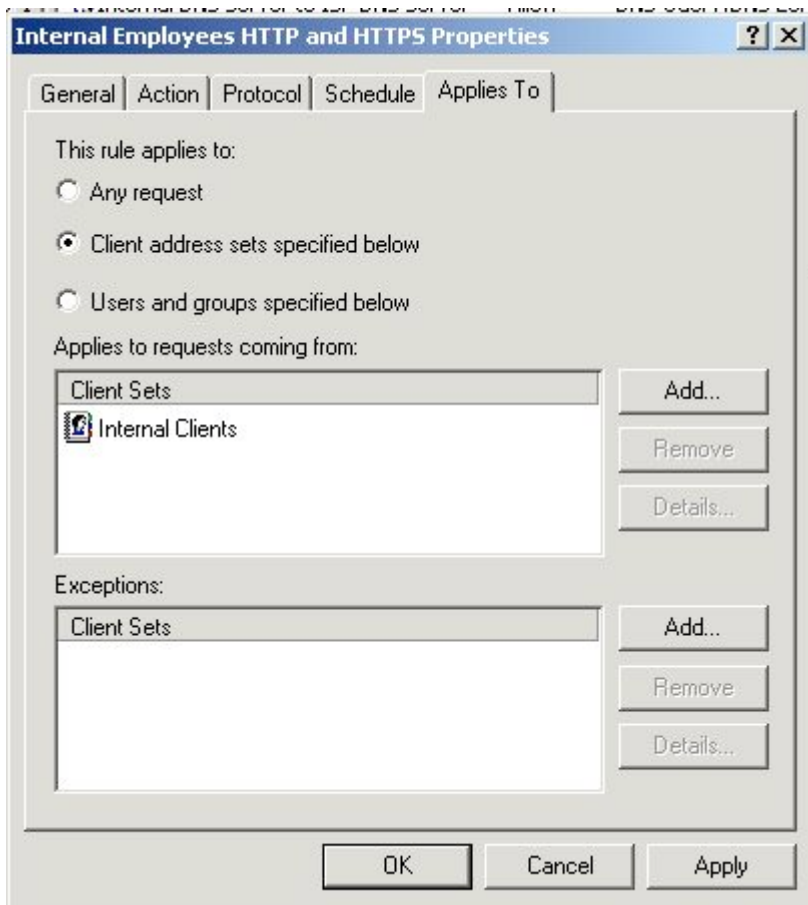 Internal Employees HTTP and HTTPS Properties
General Action Protocol Schedule Applies To
This rule applies to:
Any request
Client address sets specified below
Users and groups specified below
Applies to requests coming from:
Client Sets
Add...
Internal Clients
Remove
Details...
Exceptions:
Client Sets
Add...
Remove
Details...
OK Cancel Apply